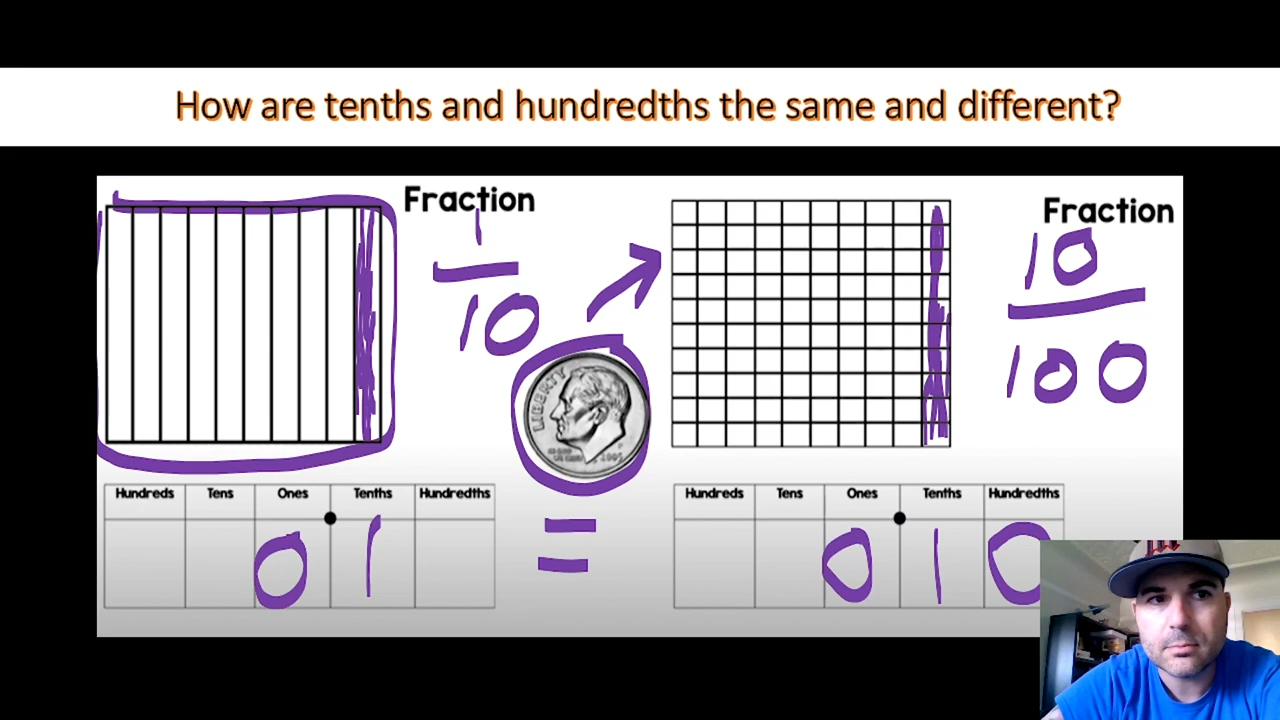 How are tenths and hundredths the same and different?
Fraction
1
10
LIBERTY
Fraction
10
100
Hundreds Tens Ones Tenths Hundredths
0 . 1
=
Hundreds Tens Ones Tenths Hundredths
0 . 1 0